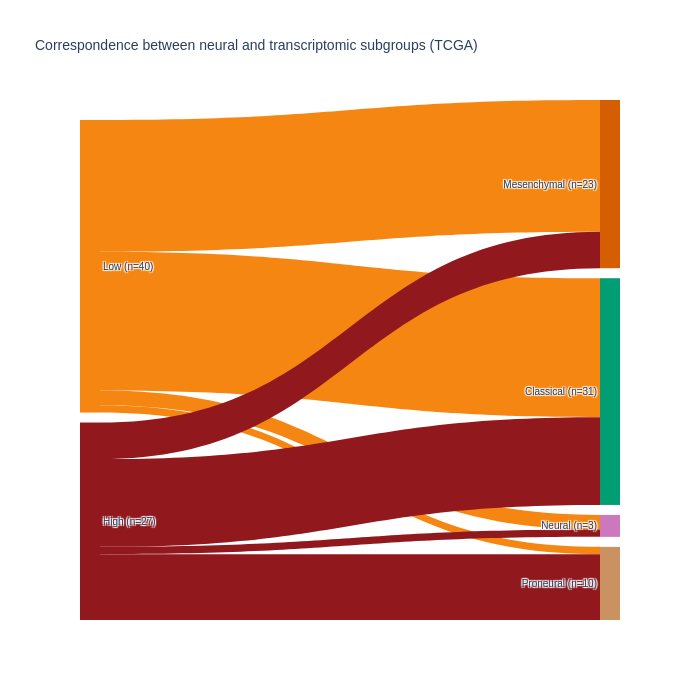 Correspondence between neural and transcriptomic subgroups (TCGA)
Mesenchymal (n=23)
Low (n=40)
Classical (n=31)
High (n=27)
Neural (n=3)
Proneural (n=10)